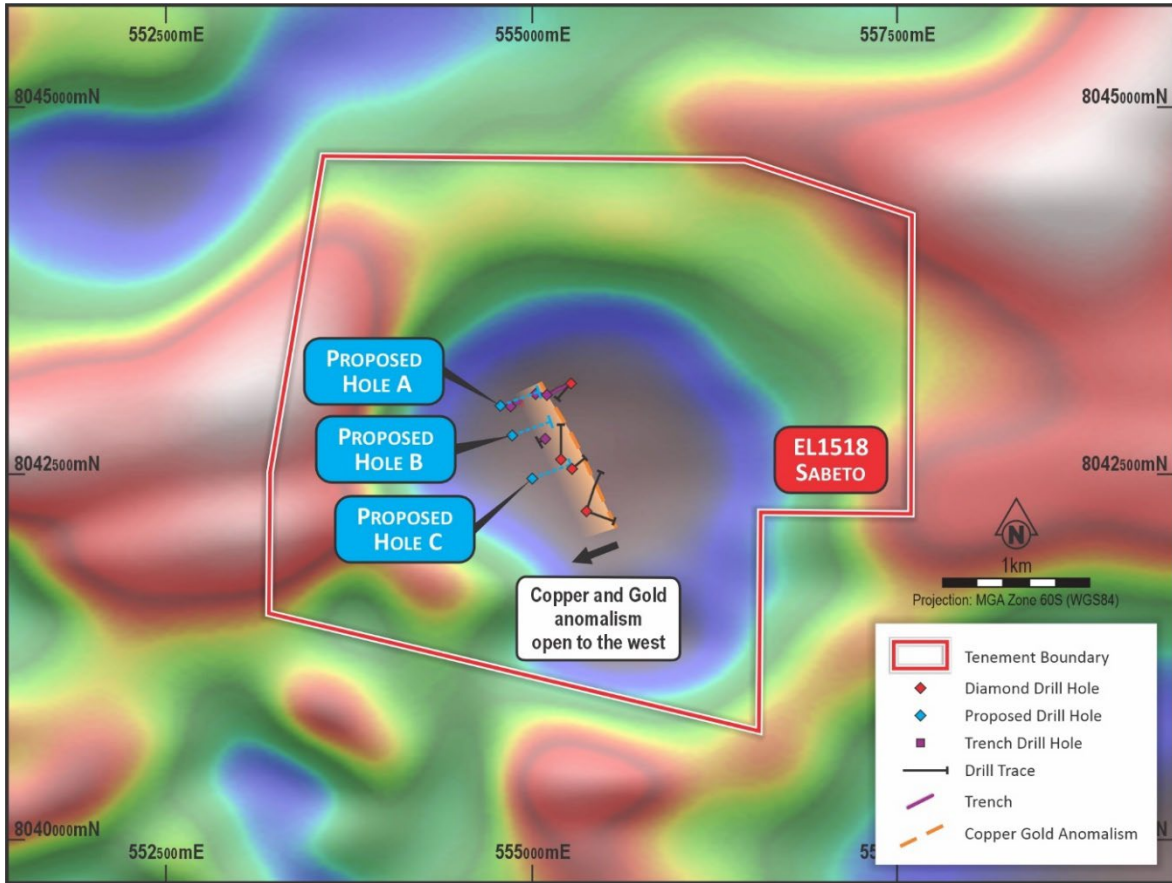 552500mE
555000mE
557500mE
8045000mN
8045000mN
PROPOSED
HOLE A
PROPOSED
HOLE B
PROPOSED
HOLE C
8042500mN
8042500mN
EL1518
SABETO
N
1km
Projection: MGA Zone 60S (WGS84)
Copper and Gold
anomalism
open to the west
Tenement Boundary
Diamond Drill Hole
Proposed Drill Hole
Trench Drill Hole
Drill Trace
Trench
Copper Gold Anomalism
8040000mN
552500mE
555000mE